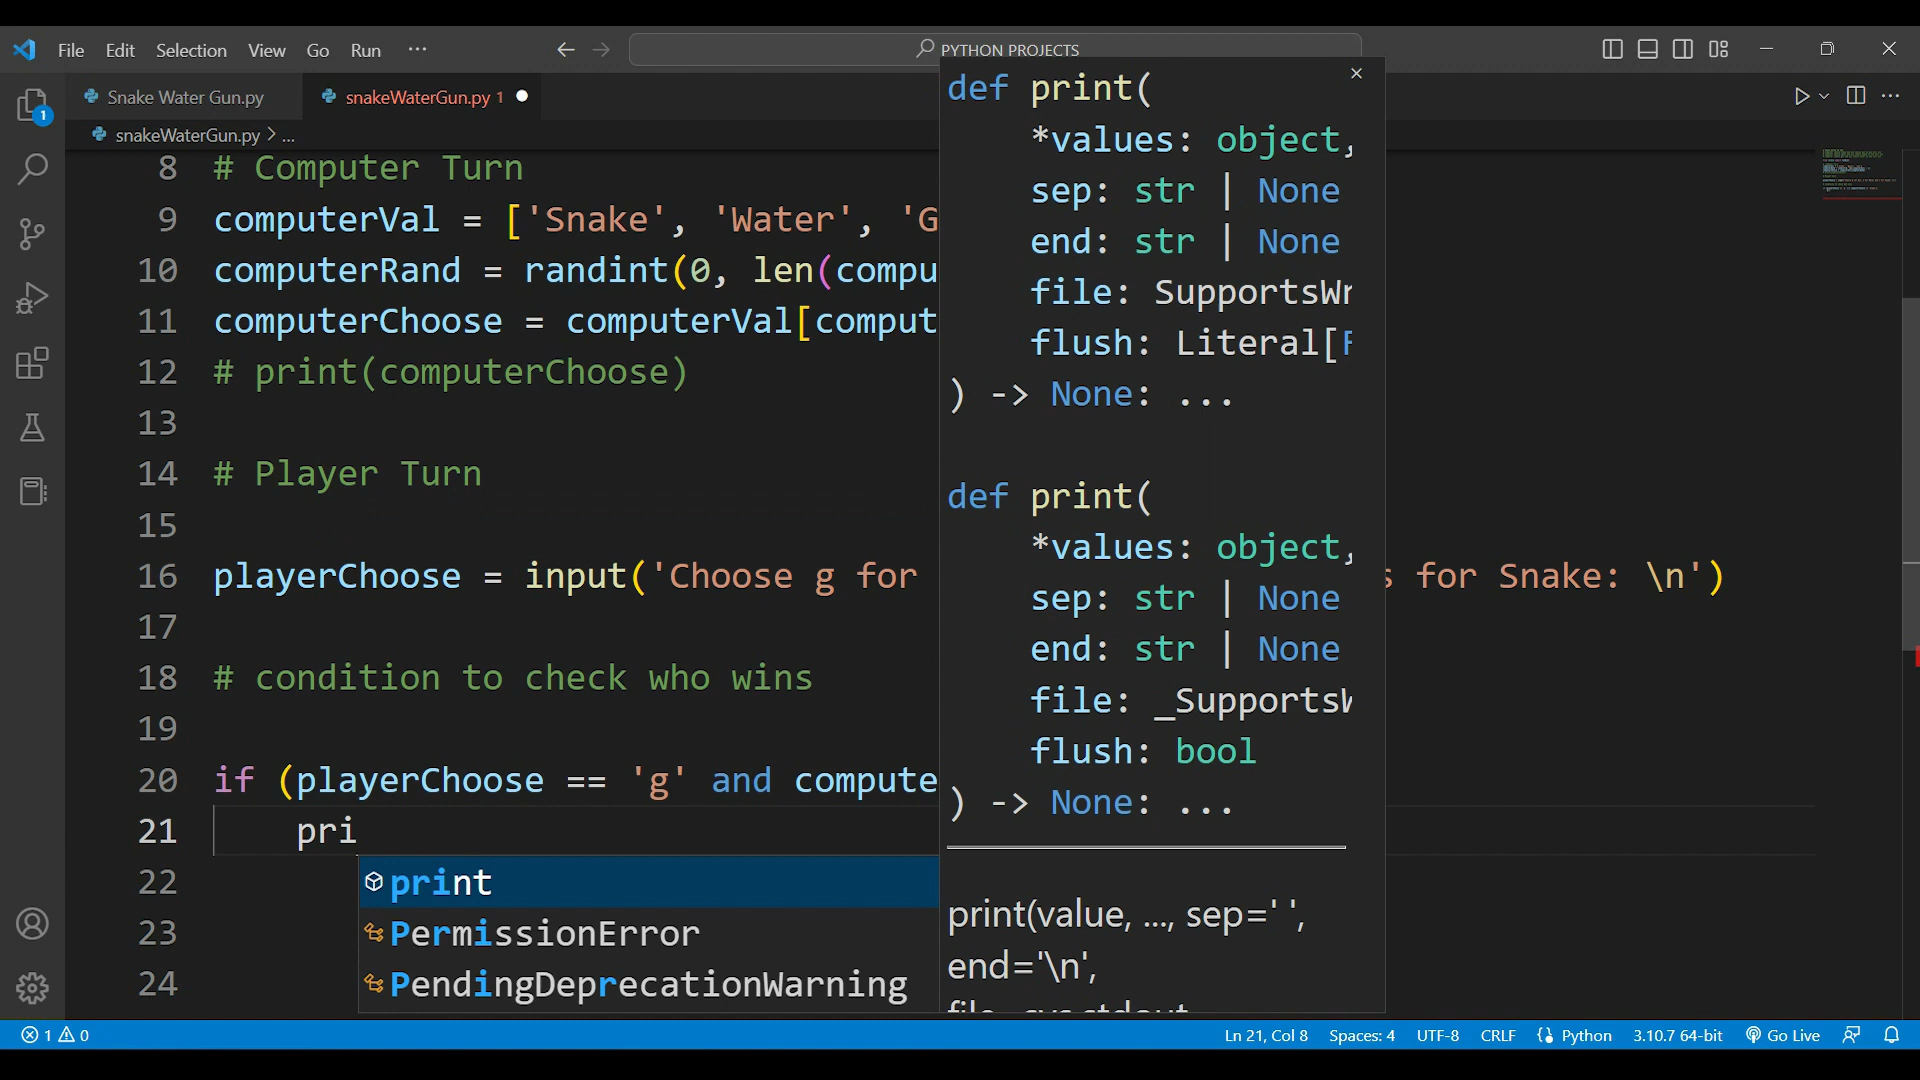 File Edit Selection View Go Run ···
PYTHON PROJECTS
Snake Water Gun.py
snakeWaterGun.py 1
snakeWaterGun.py > ...
8 # Computer Turn
9 computerVal = ['Snake', 'Water', 'G
10 computerRand = randint(0, len(compu
11 computerChoose = computerVal[comput
12 # print(computerChoose)
13
14 # Player Turn
15
16 playerChoose = input('Choose g for s for Snake: \n')
17
18 # condition to check who wins
19
20 if (playerChoose == 'g' and compute
21 pri
22
23
24
print
PermissionError
PendingDeprecationWarning
def print(
*values: object,
sep: str | None
end: str | None
file: SupportsWr
flush: Literal[F
) -> None: ...
def print(
*values: object,
sep: str | None
end: str | None
file: _SupportsW
flush: bool
) -> None: ...
print(value, ..., sep=' ',
end='\n',
file=sys.stdout
1
1 0
Ln 21, Col 8 Spaces: 4 UTF-8 CRLF Python 3.10.7 64-bit Go Live